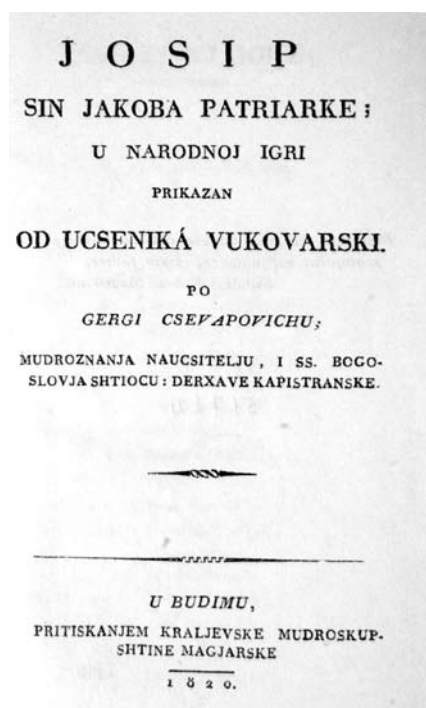 JOSIP
SIN JAKOBA PATRIARKE;
U NARODNOJ IGRI
PRIKAZAN
OD UCSENIKÁ VUKOVARSKI.
PO
GERGI CSEVAPOVICHU;
MUDROZNANJA NAUCSITELJU, I SS. BOGO-
SLOVJA SHTIOCU: DERXAVE KAPISTRANSKE.
U BUDIMU,
PRITISKANJEM KRALJEVSKE MUDROSKUP-
SHTINE MAGJARSKE
1820.